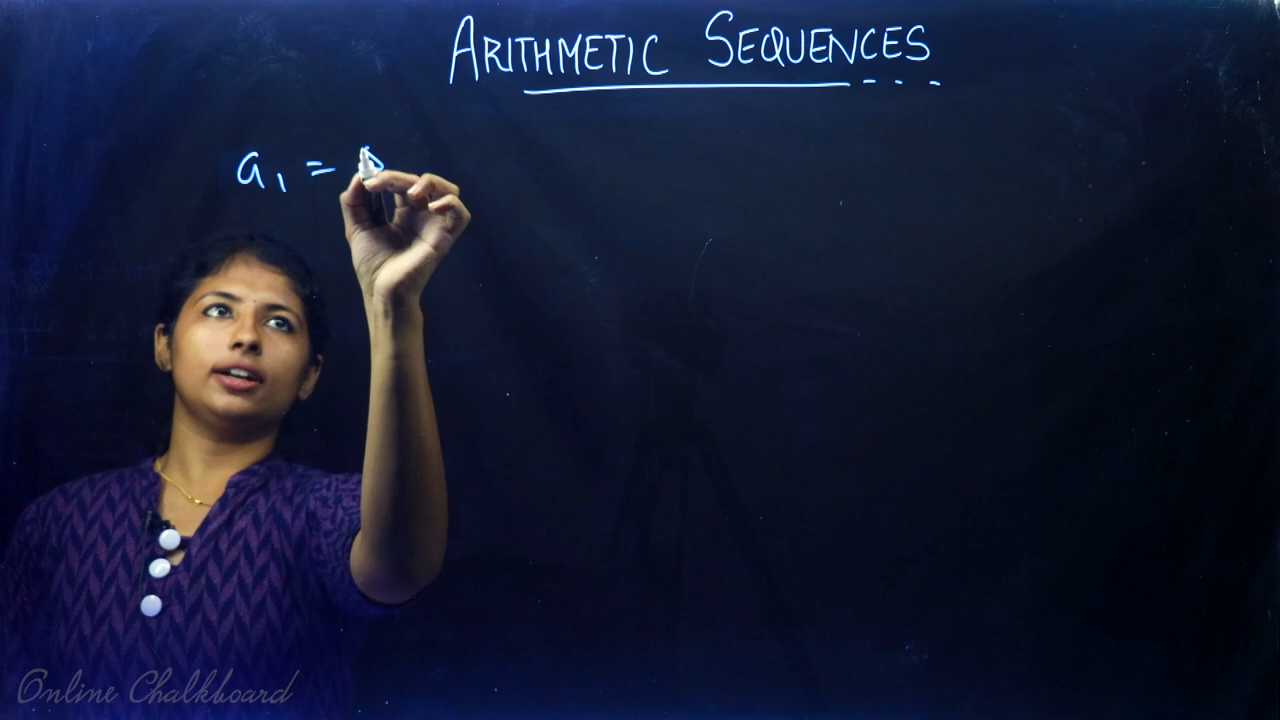 ARITHMETIC SEQUENCES
a₁ =
Online Chalkboard